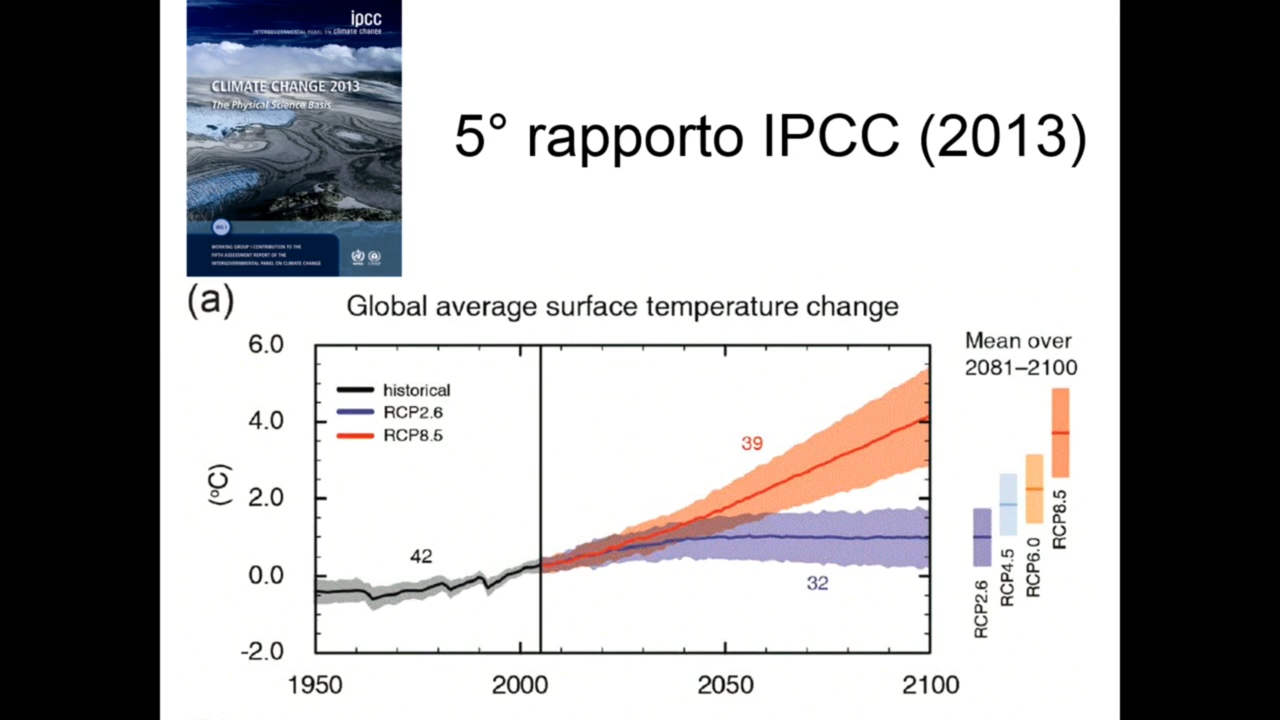 ipcc
INTERGOVERNMENTAL PANEL ON climate change
CLIMATE CHANGE 2013
The Physical Science Basis
WG I
WORKING GROUP I CONTRIBUTION TO THE
FIFTH ASSESSMENT REPORT OF THE
INTERGOVERNMENTAL PANEL ON CLIMATE CHANGE
5° rapporto IPCC (2013)
(a)
Global average surface temperature change
6.0
4.0
2.0
0.0
-2.0
(°C)
historical
RCP2.6
RCP8.5
42
39
32
1950
2000
2050
2100
Mean over
2081–2100
RCP2.6
RCP4.5
RCP6.0
RCP8.5